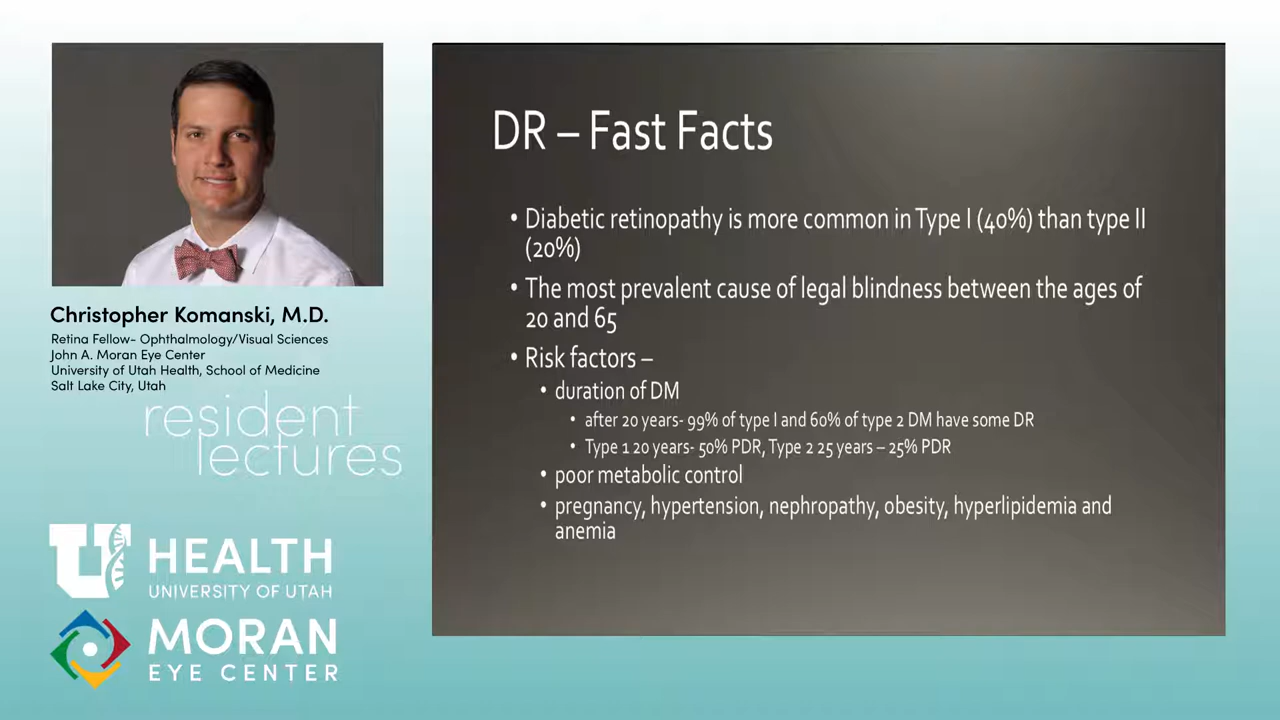 Christopher Komanski, M.D.
Retina Fellow- Ophthalmology/Visual Sciences
John A. Moran Eye Center
University of Utah Health, School of Medicine
Salt Lake City, Utah
resident
lectures
U HEALTH
UNIVERSITY OF UTAH
MORAN
EYE CENTER
DR – Fast Facts
• Diabetic retinopathy is more common in Type I (40%) than type II
(20%)
• The most prevalent cause of legal blindness between the ages of
20 and 65
• Risk factors –
• duration of DM
• after 20 years- 99% of type I and 60% of type 2 DM have some DR
• Type 1 20 years- 50% PDR, Type 2 25 years – 25% PDR
• poor metabolic control
• pregnancy, hypertension, nephropathy, obesity, hyperlipidemia and
anemia